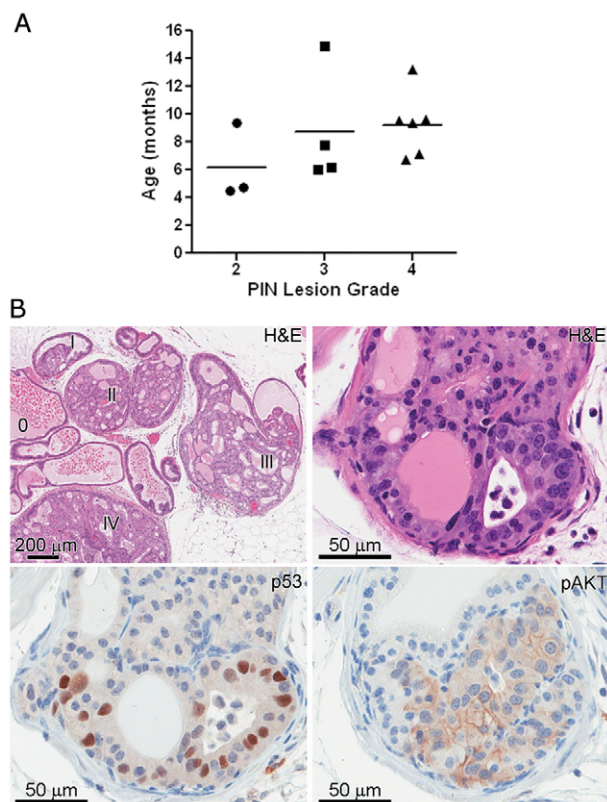 A
16
14
12
10
8
6
4
2
0
Age (months)
2 3 4
PIN Lesion Grade
B
H&E
I
II
0
III
IV
200 μm
H&E
50 μm
p53
50 μm
pAKT
50 μm